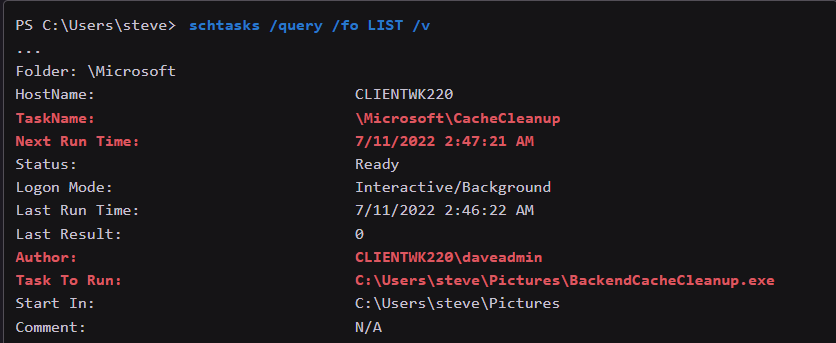 PS C:\Users\steve> schtasks /query /fo LIST /v
...
Folder: \Microsoft
HostName: CLIENTWK220
TaskName: \Microsoft\CacheCleanup
Next Run Time: 7/11/2022 2:47:21 AM
Status: Ready
Logon Mode: Interactive/Background
Last Run Time: 7/11/2022 2:46:22 AM
Last Result: 0
Author: CLIENTWK220\daveadmin
Task To Run: C:\Users\steve\Pictures\BackendCacheCleanup.exe
Start In: C:\Users\steve\Pictures
Comment: N/A